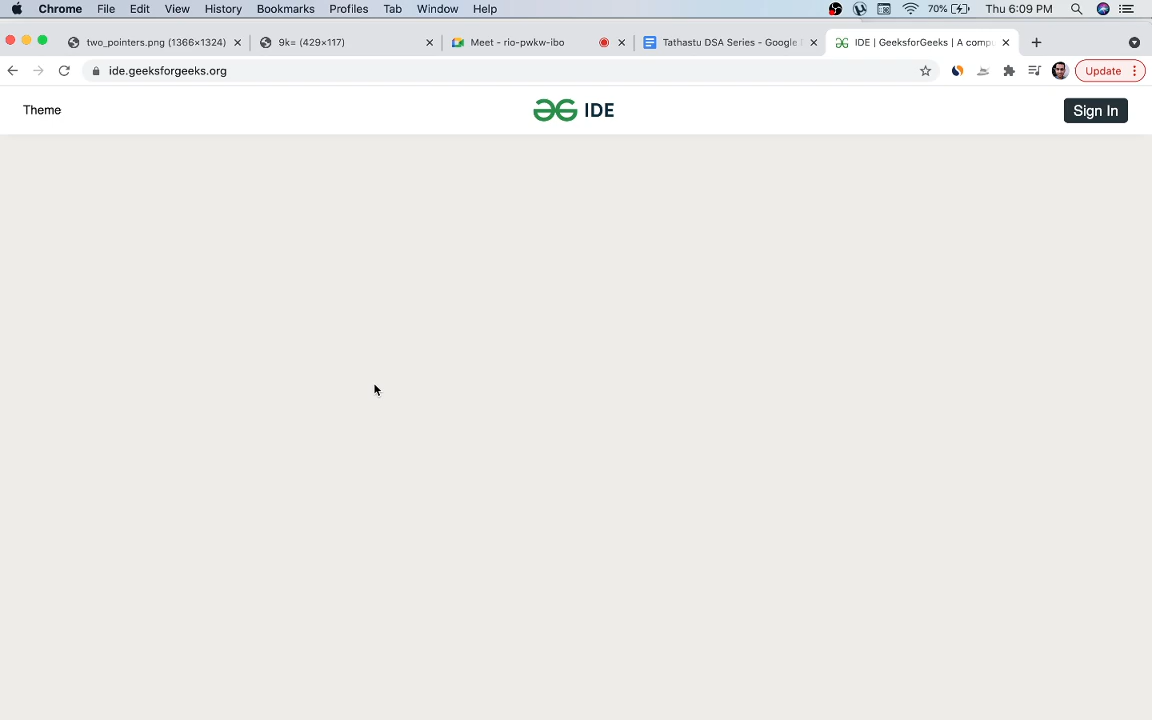 Chrome File Edit View History Bookmarks Profiles Tab Window Help 70% Thu 6:09 PM
two_pointers.png (1366×1324) 9k= (429×117) Meet - rio-pwkw-ibo Tathastu DSA Series - Google IDE | GeeksforGeeks | A comp
ide.geeksforgeeks.org Update
Theme IDE Sign In